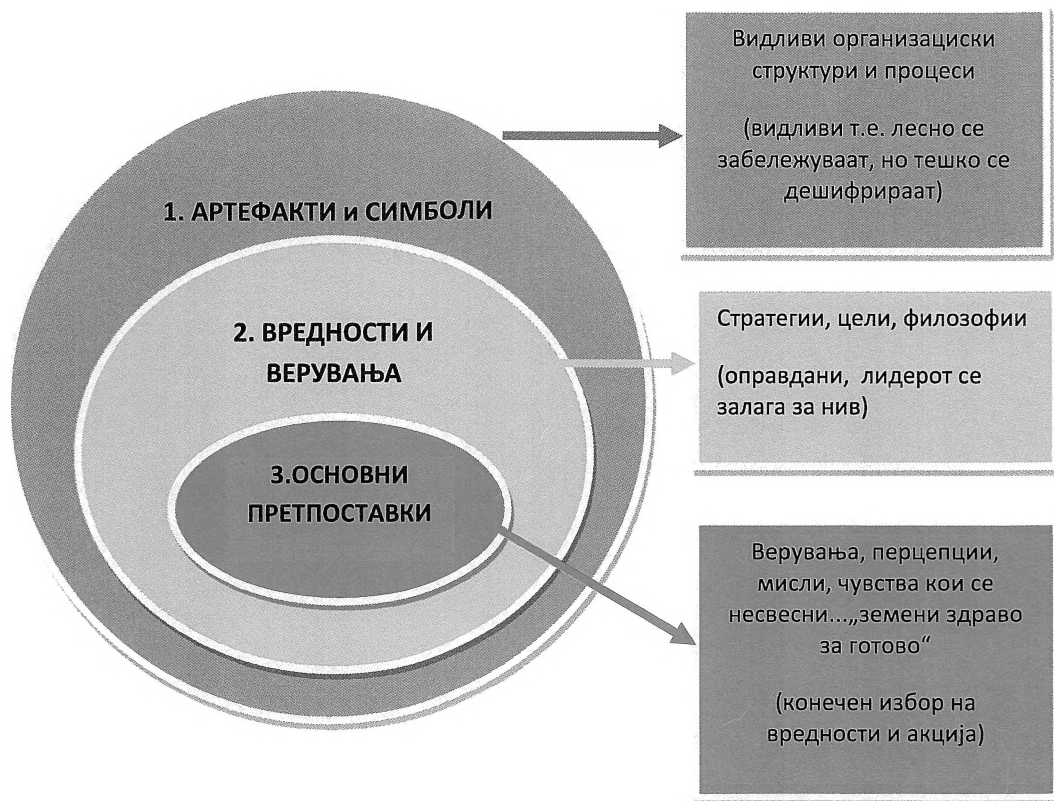 1. АРТЕФАКТИ и СИМБОЛИ
2. ВРЕДНОСТИ И
ВЕРУВАЊА
3.ОСНОВНИ
ПРЕТПОСТАВКИ
Видливи организациски
структури и процеси
(видливи т.е. лесно се
забележуваат, но тешко се
дешифрираат)
Стратегии, цели, филозофии
(оправдани, лидерот се
залага за нив)
Верувања, перцепции,
мисли, чувства кои се
несвесни...„земени здраво
за готово“
(конечен избор на
вредности и акција)